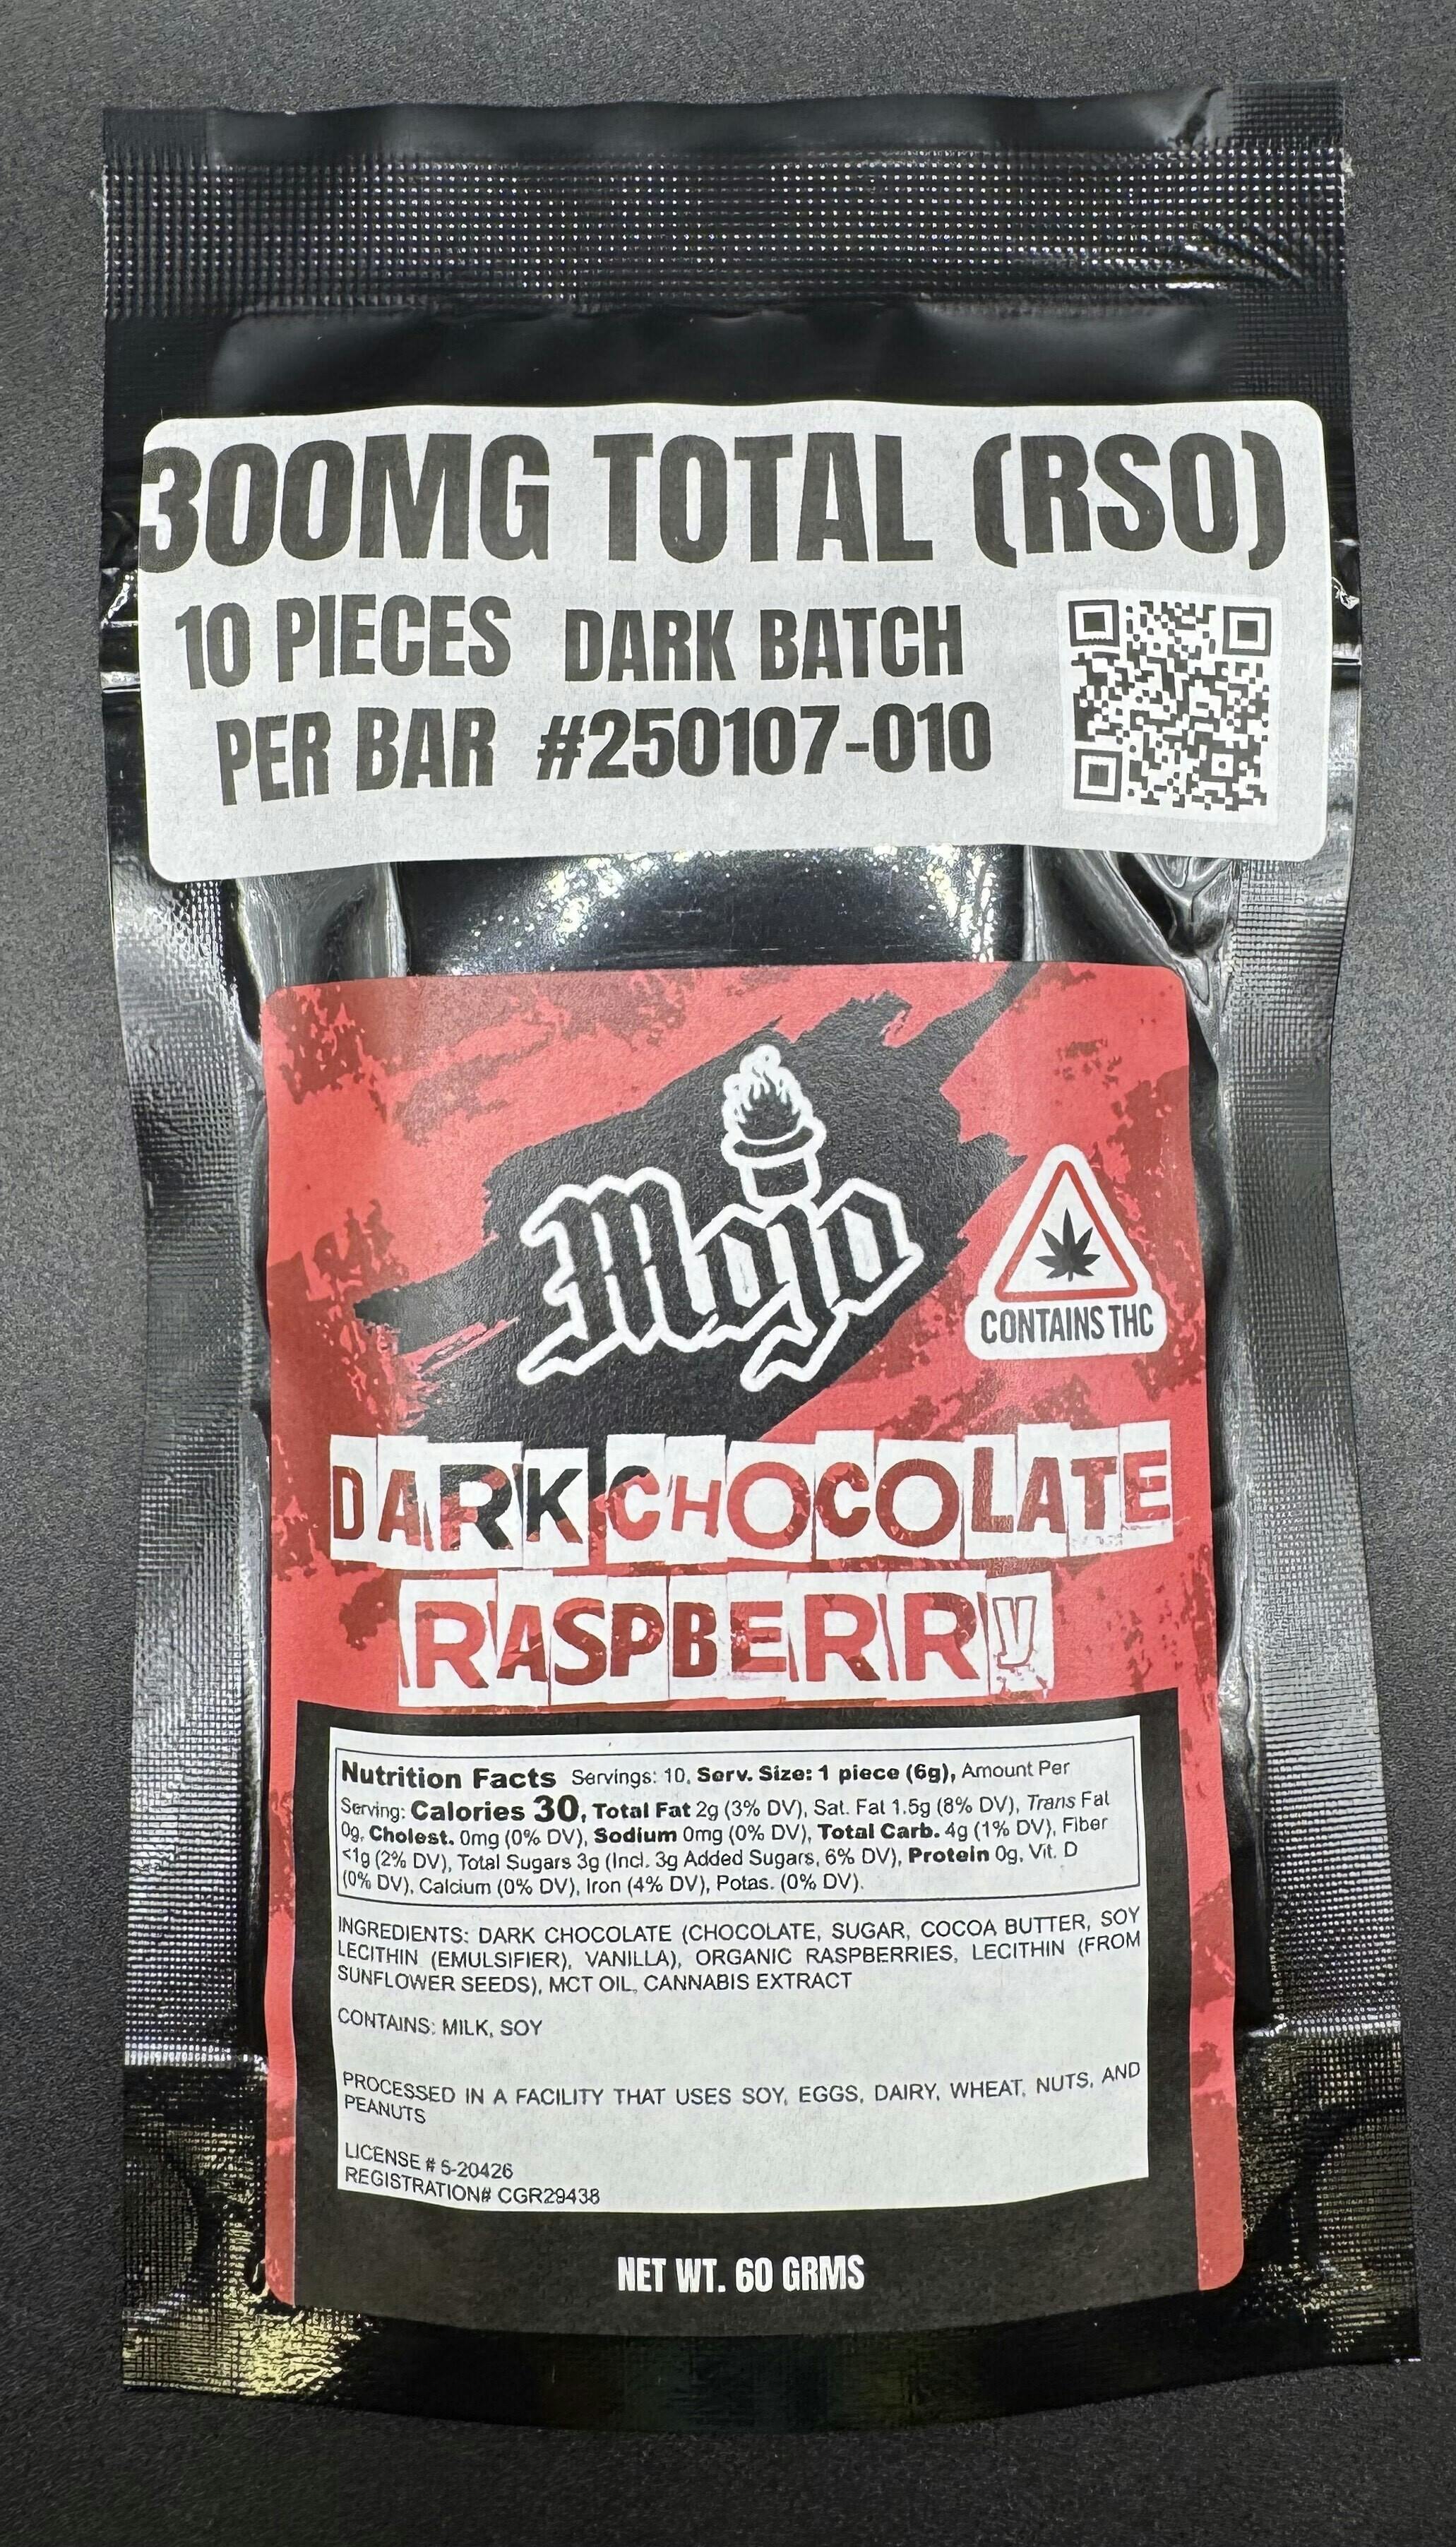 300MG TOTAL (RSO)
10 PIECES
PER BAR
DARK BATCH
#250107-010
Mojo
CONTAINS THC
DARK CHOCOLATE
RASPBERRY
Nutrition Facts Servings: 10, Serv. Size: 1 piece (6g), Amount Per
Serving: Calories 30, Total Fat 2g (3% DV), Sat. Fat 1.5g (8% DV), Trans Fat
0g, Cholest. 0mg (0% DV), Sodium 0mg (0% DV), Total Carb. 4g (1% DV), Fiber
<1g (2% DV), Total Sugars 3g (Incl. 3g Added Sugars, 6% DV), Protein 0g, Vit. D
(0% DV), Calcium (0% DV), Iron (4% DV), Potas. (0% DV).
INGREDIENTS: DARK CHOCOLATE (CHOCOLATE, SUGAR, COCOA BUTTER, SOY
LECITHIN (EMULSIFIER), VANILLA), ORGANIC RASPBERRIES, LECITHIN (FROM
SUNFLOWER SEEDS), MCT OIL, CANNABIS EXTRACT
CONTAINS: MILK, SOY
PROCESSED IN A FACILITY THAT USES SOY, EGGS, DAIRY, WHEAT, NUTS, AND
PEANUTS
LICENSE # 5-20426
REGISTRATION# CGR29438
NET WT. 60 GRMS